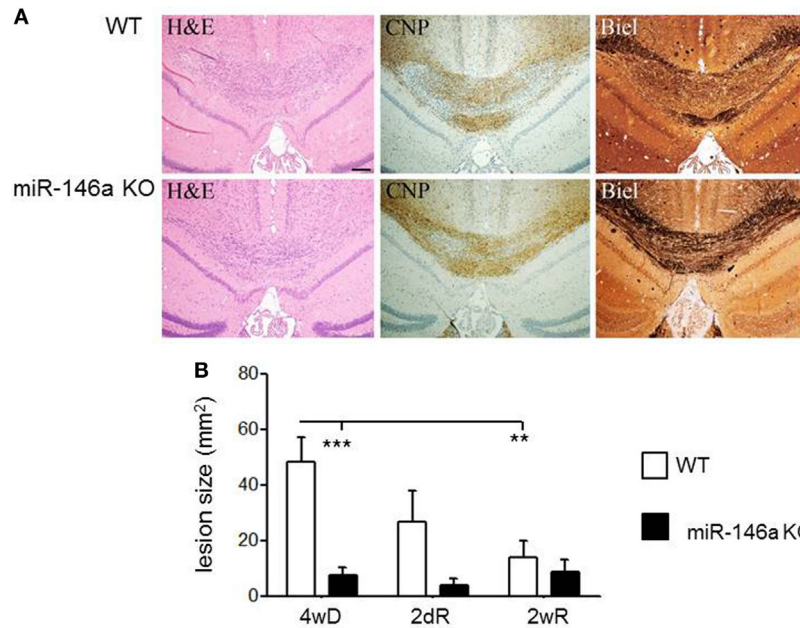 A
WT
H&E
CNP
Biel
miR-146a KO
H&E
CNP
Biel
B
lesion size (mm²)
80
60
40
20
0
***
**
4wD
2dR
2wR
WT
miR-146a KO